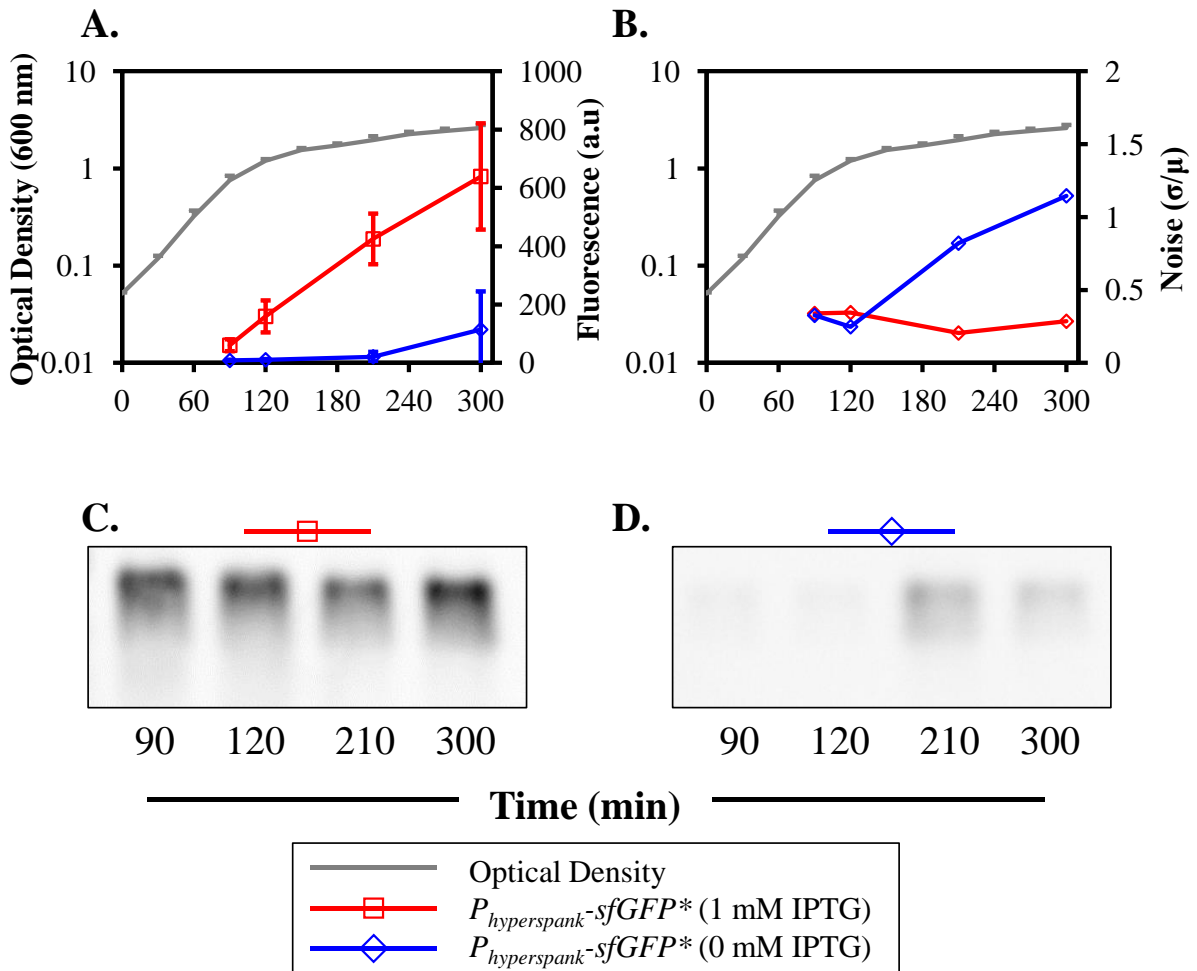 A.
B.
Optical Density (600 nm)
10
1
0.1
0.01
0 60 120 180 240 300
1000
800
600
400
200
0
Fluorescence (a.u)
10
1
0.1
0.01
0 60 120 180 240 300
2
1.5
1
0.5
0
Noise (σ/μ)
C.
D.
90 120 210 300
90 120 210 300
Time (min)
Optical Density
Phyperspank-sfGFP* (1 mM IPTG)
Phyperspank-sfGFP* (0 mM IPTG)